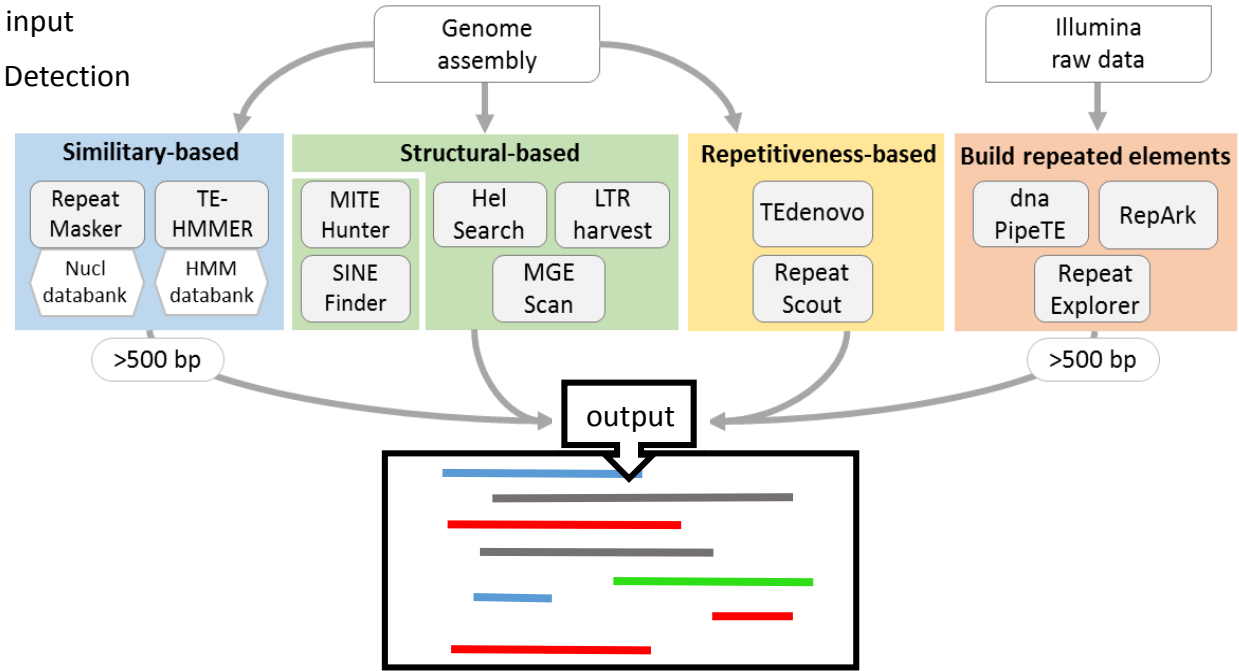 input
Detection
Genome
assembly
Illumina
raw data
Similitary-based
Repeat
Masker
TE-
HMMER
Nucl
databank
HMM
databank
Structural-based
MITE
Hunter
SINE
Finder
Hel
Search
LTR
harvest
MGE
Scan
Repetitiveness-based
TEdenovo
Repeat
Scout
Build repeated elements
dna
PipeTE
RepArk
Repeat
Explorer
>500 bp
>500 bp
output